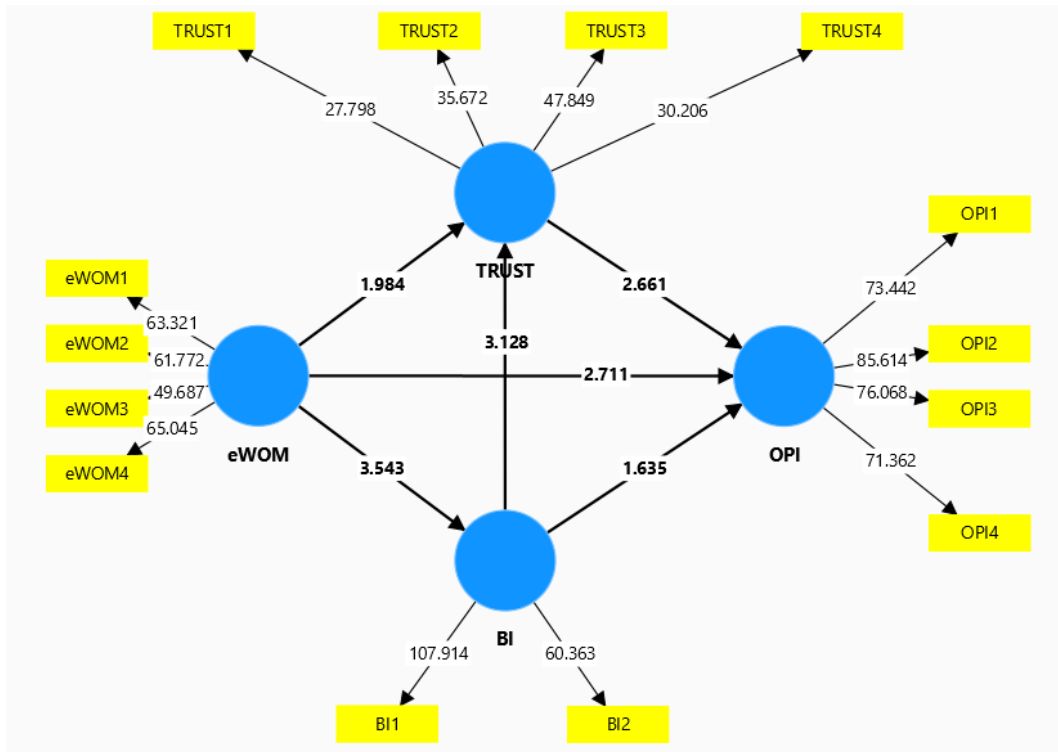 TRUST1
TRUST2
TRUST3
TRUST4
27.798
35.672
47.849
30.206
OPI1
TRUST
eWOM1
1.984
2.661
73.442
63.321
eWOM2
3.128
OPI2
61.772
85.614
2.711
49.687
76.068
eWOM3
OPI3
65.045
eWOM
OPI
eWOM4
3.543
1.635
71.362
OPI4
BI
107.914
60.363
BI1
BI2